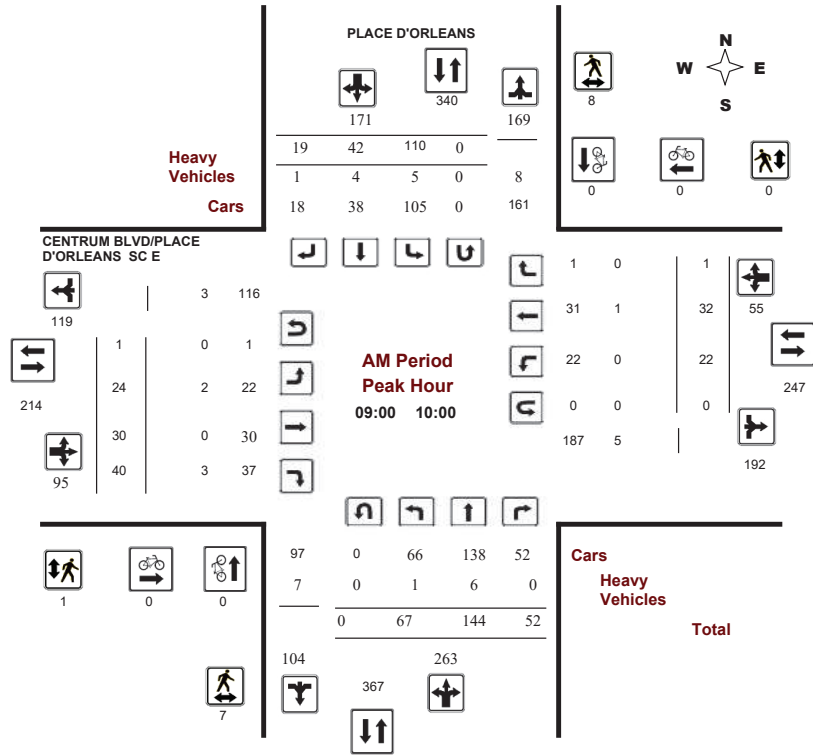 PLACE D'ORLEANS
N
W E
S
340
8
171 169
19 42 110 0
Heavy
Vehicles
1 4 5 0 8
Cars 18 38 105 0 161
0 0 0
CENTRUM BLVD/PLACE
D'ORLEANS SC E
3 116
119
1 0 1
24 2 22
214
30 0 30
40 3 37
95
AM Period
Peak Hour
09:00 10:00
1 0 1
31 1 32 55
22 0 22
247
0 0 0
187 5
192
97 0 66 138 52 Cars
7 0 1 6 0 Heavy
Vehicles
0 67 144 52 Total
1 0 0
104 263
367
7